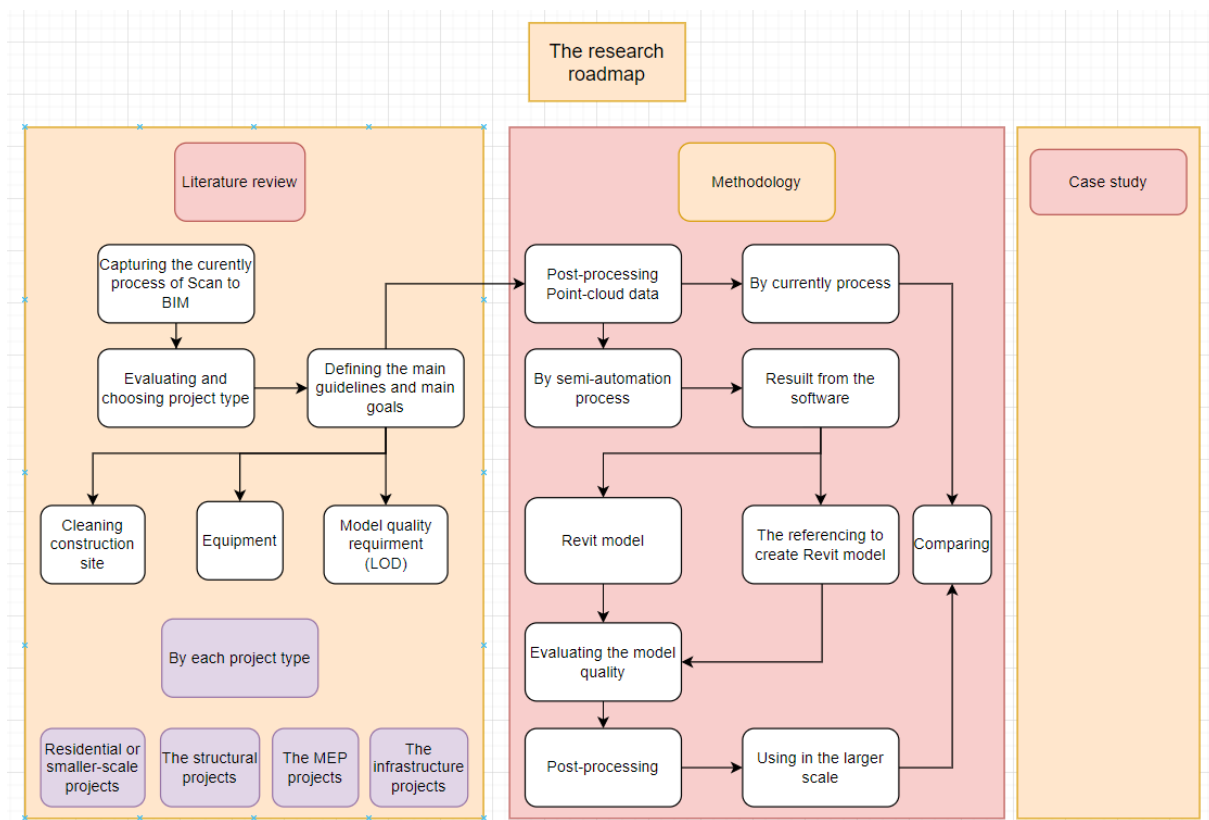 The research
roadmap
Literature review
Capturing the curently
process of Scan to
BIM
Evaluating and
choosing project type
Defining the main
guidelines and main
goals
Cleaning
construction
site
Equipment
Model quality
requirment
(LOD)
By each project type
Residential or
smaller-scale
projects
The structural
projects
The MEP
projects
The
infrastructure
projects
Methodology
Post-processing
Point-cloud data
By currently process
By semi-automation
process
Resuilt from the
software
Revit model
The referencing to
create Revit model
Comparing
Evaluating the model
quality
Post-processing
Using in the larger
scale
Case study